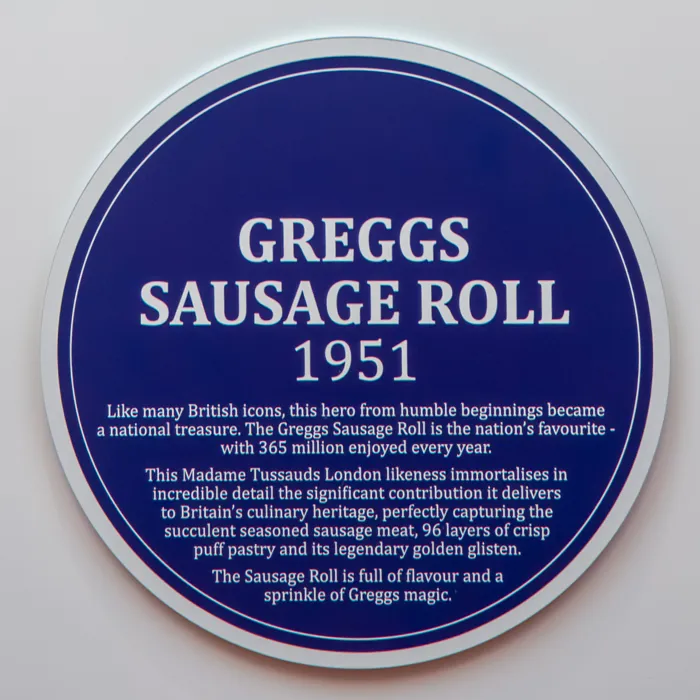 GREGGS
SAUSAGE ROLL
1951
Like many British icons, this hero from humble beginnings became
a national treasure. The Greggs Sausage Roll is the nation's favourite -
with 365 million enjoyed every year.
This Madame Tussauds London likeness immortalises in
incredible detail the significant contribution it delivers
to Britain's culinary heritage, perfectly capturing the
succulent seasoned sausage meat, 96 layers of crisp
puff pastry and its legendary golden glisten.
The Sausage Roll is full of flavour and a
sprinkle of Greggs magic.